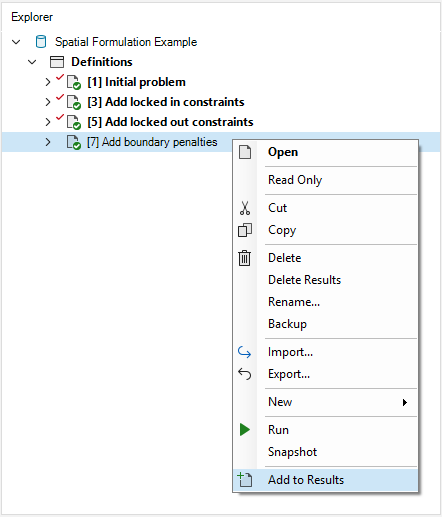 Explorer
Spatial Formulation Example
Definitions
[1] Initial problem
[3] Add locked in constraints
[5] Add locked out constraints
[7] Add boundary penalties
Open
Read Only
Cut
Copy
Delete
Delete Results
Rename...
Backup
Import...
Export...
New
Run
Snapshot
Add to Results